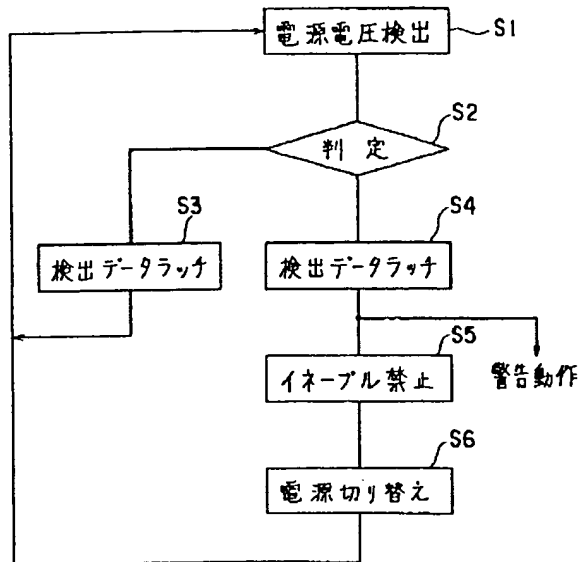 電源電圧検出
S1
S2
判定
S3
S4
検出データラッチ
検出データラッチ
S5
イネーブル禁止
警告動作
S6
電源切り替え